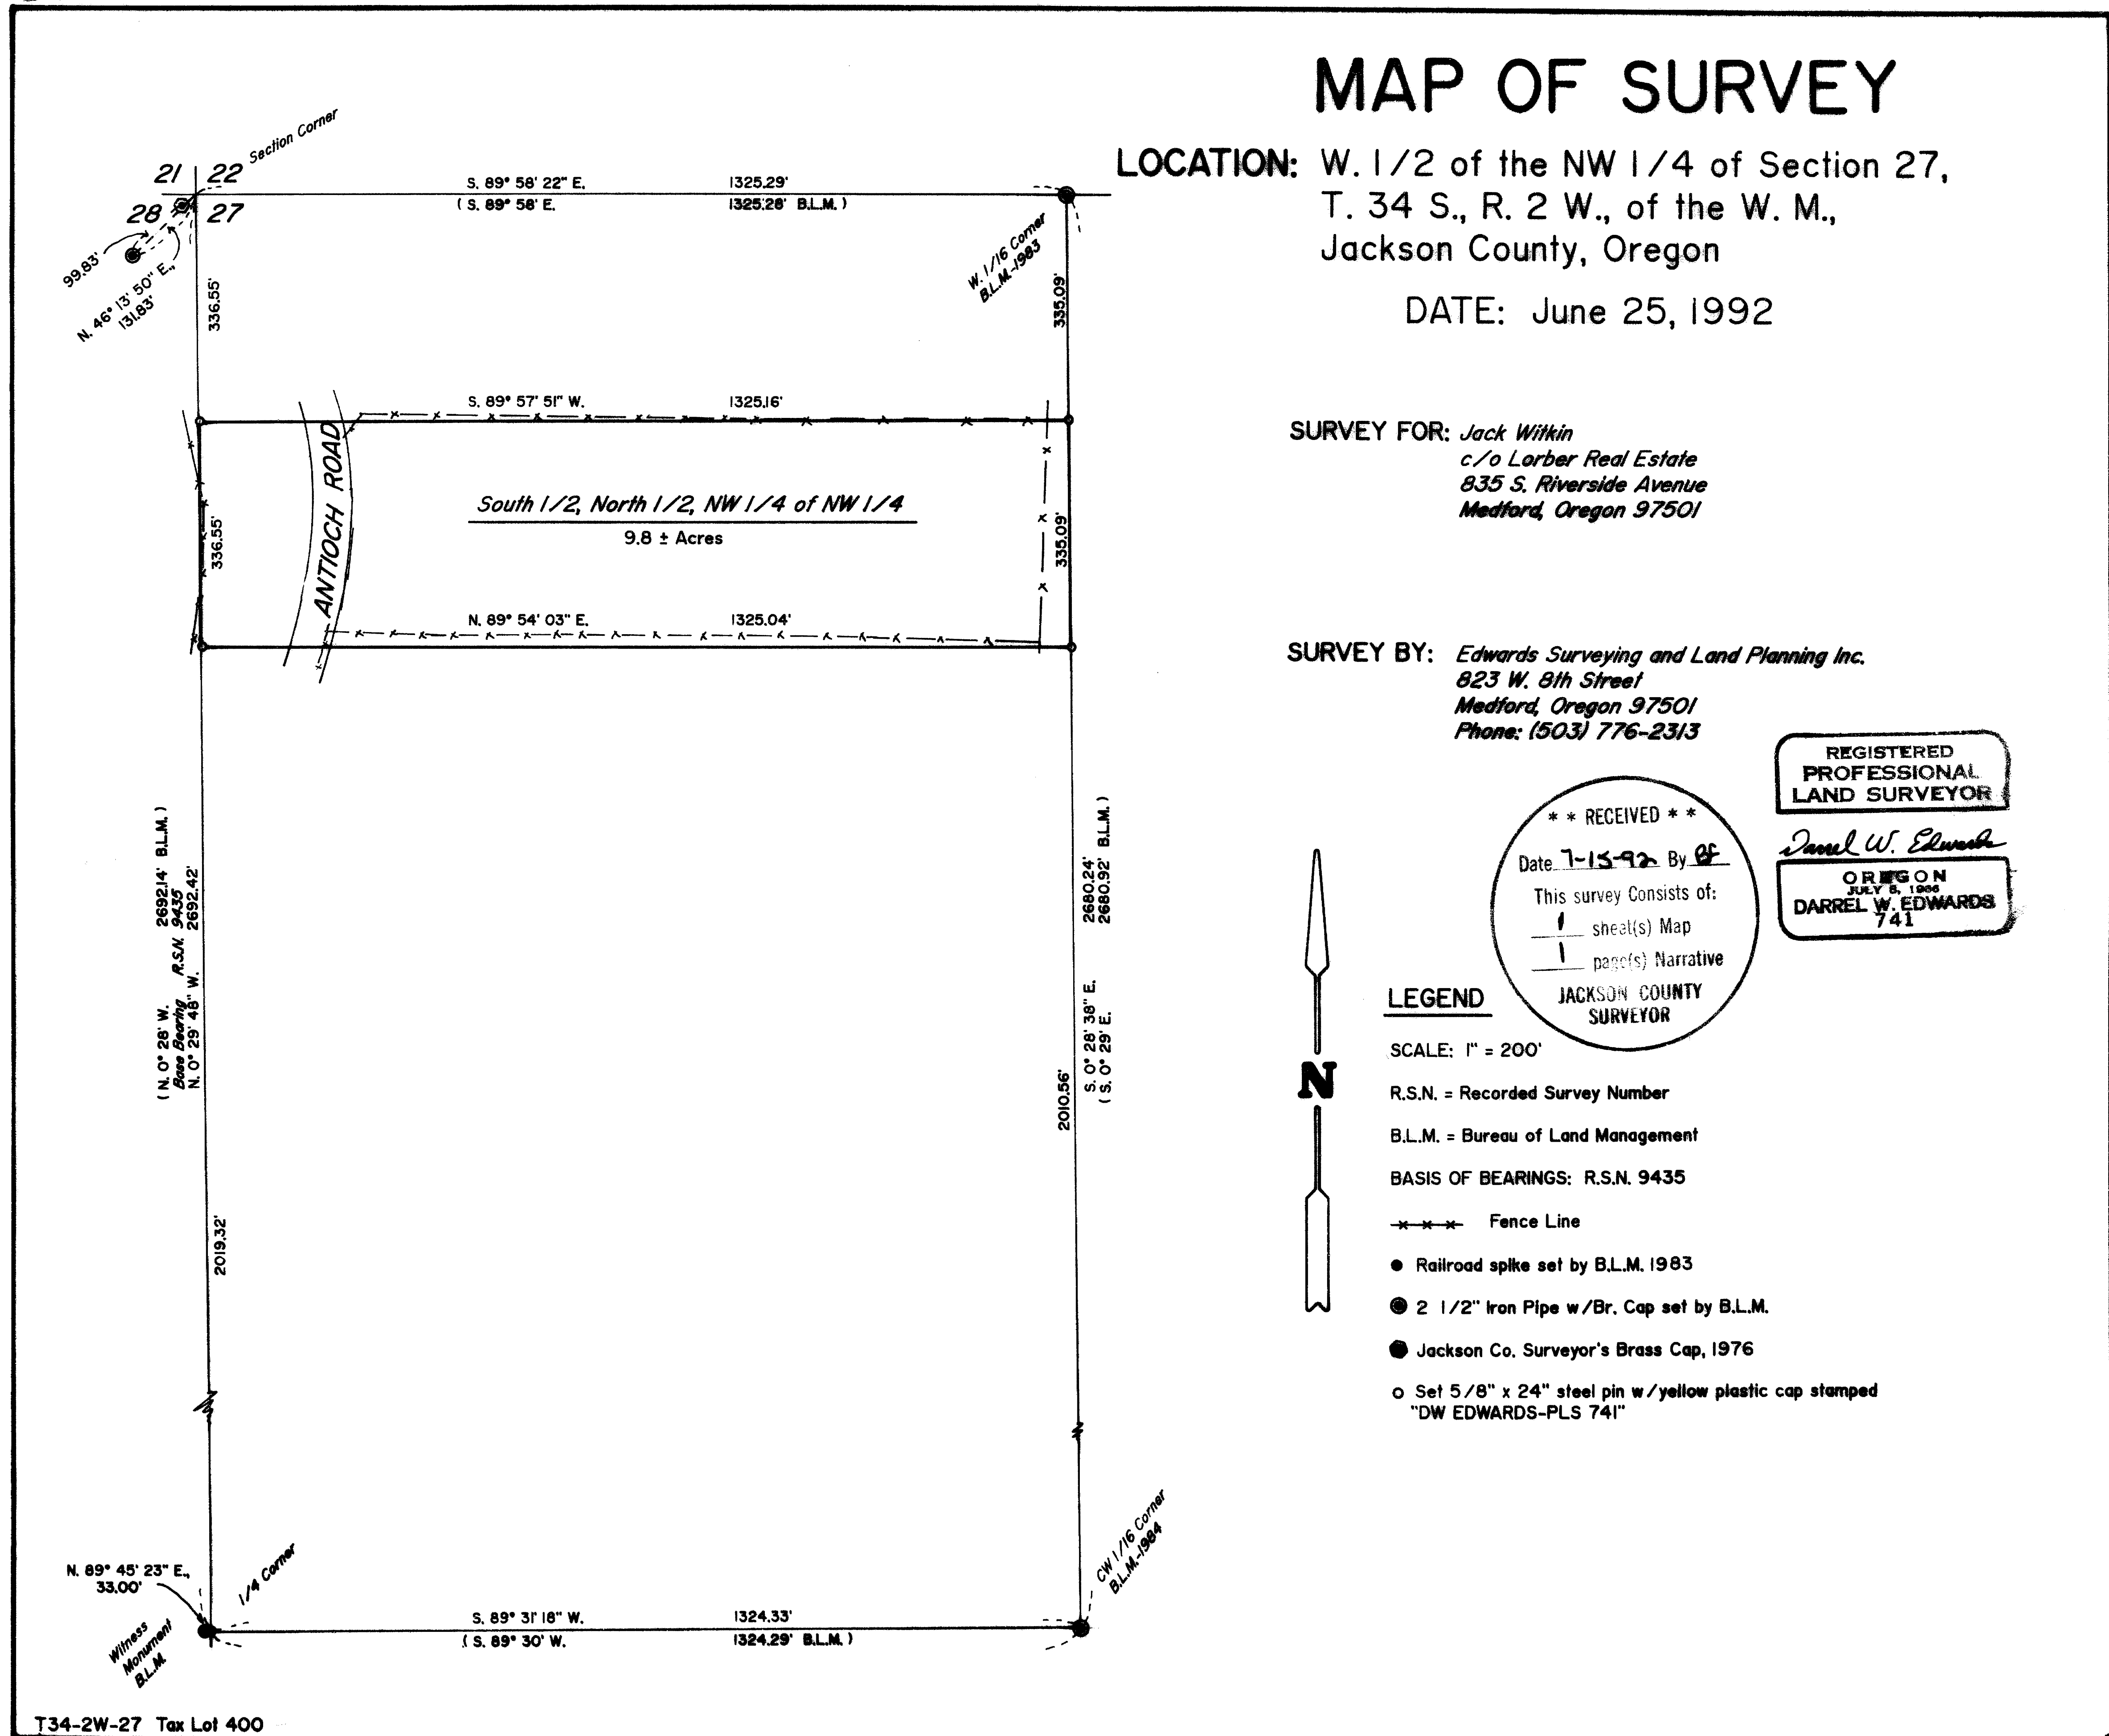 MAP OF SURVEY
LOCATION: W. 1/2 of the NW 1/4 of Section 27,
T. 34 S., R. 2 W., of the W. M.,
Jackson County, Oregon
DATE: June 25, 1992
SURVEY FOR: Jack Witkin
c/o Lorber Real Estate
835 S. Riverside Avenue
Medford, Oregon 97501
SURVEY BY: Edwards Surveying and Land Planning Inc.
823 W. 8th Street
Medford, Oregon 97501
Phone: (503) 776-2313
REGISTERED
PROFESSIONAL
LAND SURVEYOR
Darrel W. Edwards
OREGON
JULY 8, 1966
DARREL W. EDWARDS
741
* * RECEIVED * *
Date 7-15-92 By BF
This survey Consists of:
1 sheet(s) Map
1 page(s) Narrative
JACKSON COUNTY
SURVEYOR
N
LEGEND
SCALE: 1" = 200'
R.S.N. = Recorded Survey Number
B.L.M. = Bureau of Land Management
BASIS OF BEARINGS: R.S.N. 9435
Fence Line
Railroad spike set by B.L.M. 1983
2 1/2" Iron Pipe w/Br. Cap set by B.L.M.
Jackson Co. Surveyor's Brass Cap, 1976
Set 5/8" x 24" steel pin w/yellow plastic cap stamped
"DW EDWARDS-PLS 741"
Section Corner
21 22
28 27
S. 89° 58' 22" E. 1325.29'
( S. 89° 58' E. 1325.28' B.L.M. )
99.83'
N. 46° 13' 50" E.,
131.83'
336.55'
W. 1/16 Corner
B.L.M.-1983
335.09'
S. 89° 57' 51" W. 1325.16'
ANTIOCH ROAD
South 1/2, North 1/2, NW 1/4 of NW 1/4
9.8 ± Acres
336.55'
335.09'
N. 89° 54' 03" E. 1325.04'
( N. 0° 28' W. 2692.14' B.L.M. )
Base Bearing R.S.N. 9435
N. 0° 29' 48" W. 2692.42'
2019.32'
2010.56'
S. 0° 28' 38" E. 2680.24'
( S. 0° 29' E. 2680.92' B.L.M. )
N. 89° 45' 23" E.,
33.00'
1/4 Corner
Witness
Monument
B.L.M.
S. 89° 31' 18" W. 1324.33'
( S. 89° 30' W. 1324.29' B.L.M. )
CW 1/16 Corner
B.L.M.-1984
T34-2W-27 Tax Lot 400